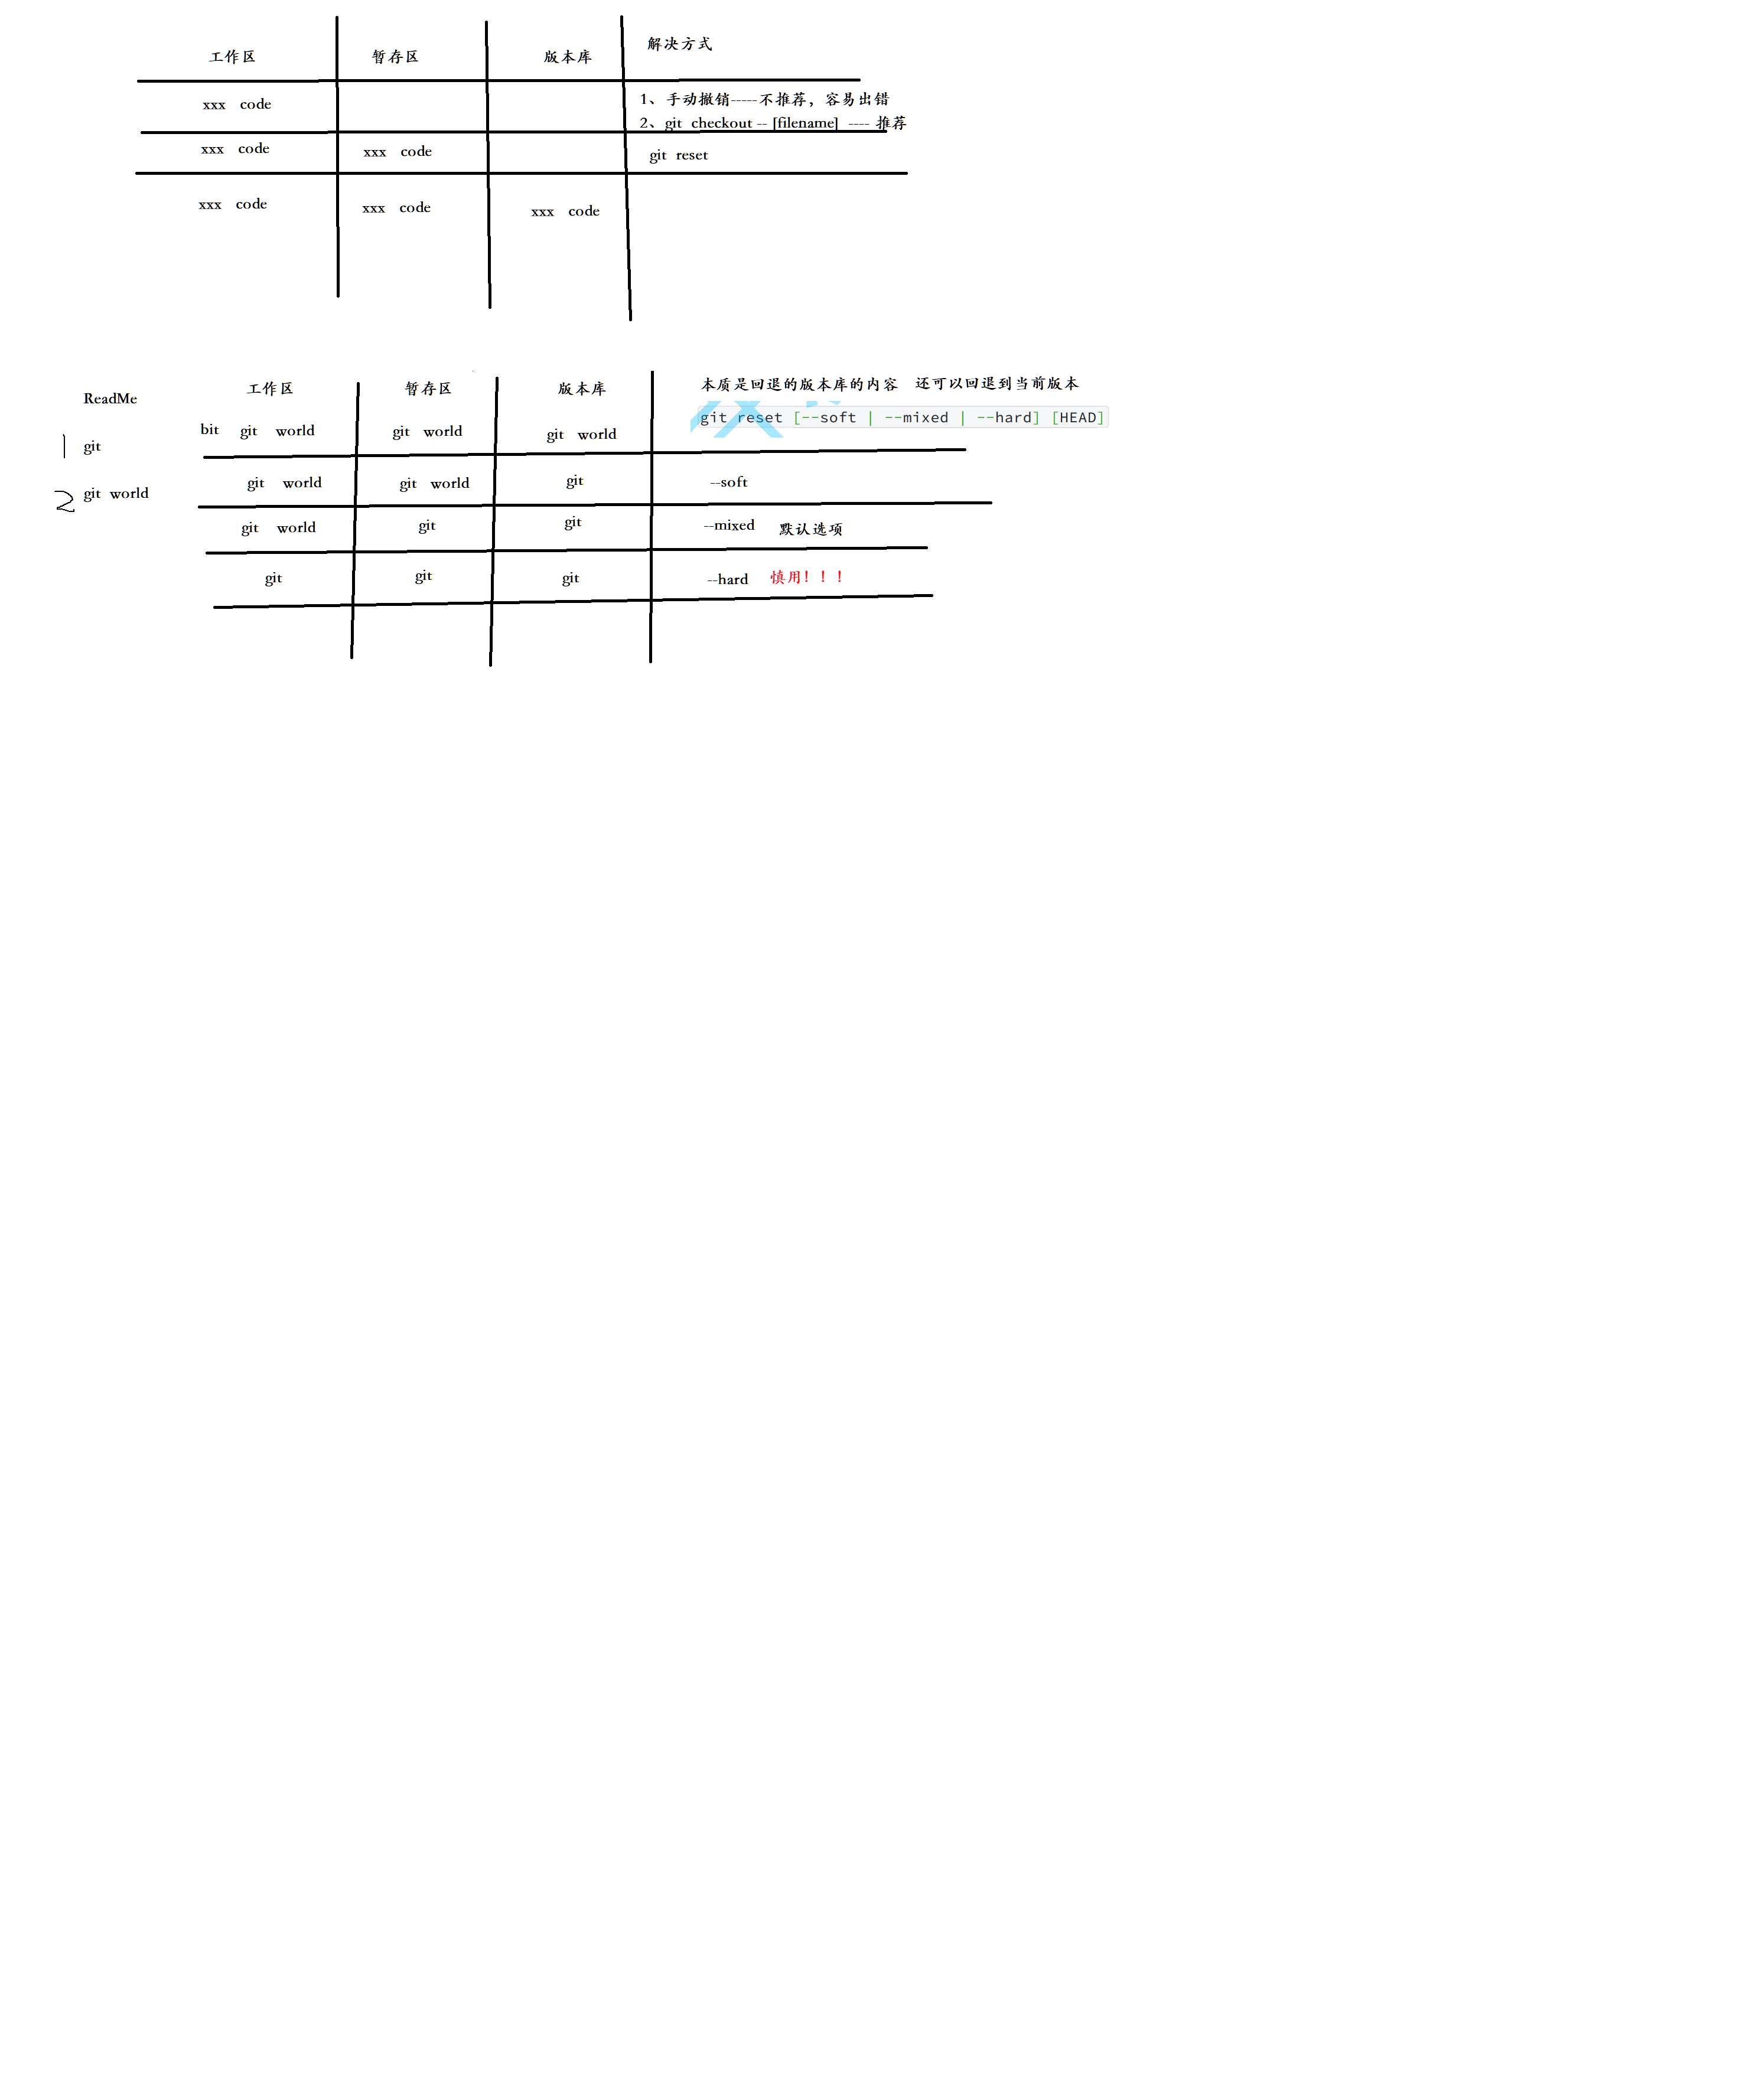 工作区 暂存区 版本库 解决方式
xxx code 1、手动撤销-----不推荐，容易出错
2、git checkout -- [filename] ---- 推荐
xxx code xxx code git reset
xxx code xxx code xxx code
ReadMe 工作区 暂存区 版本库 本质是回退的版本库的内容 还可以回退到当前版本
git reset [--soft | --mixed | --hard] [HEAD]
bit git world git world git world
1 git
git world git world git --soft
2 git world
git world git git --mixed 默认选项
git git git --hard 慎用！！！